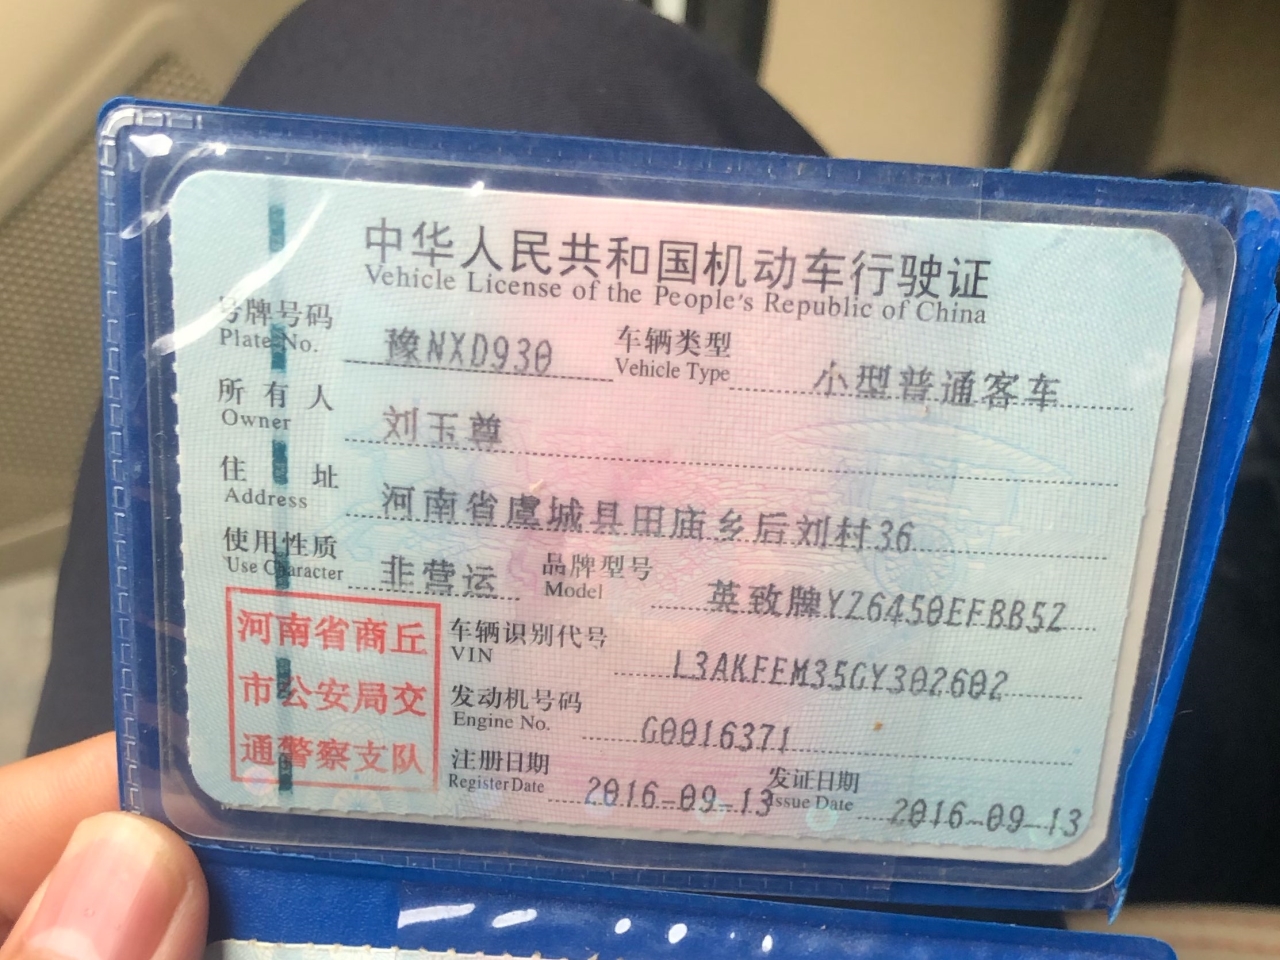 中华人民共和国机动车行驶证
Vehicle License of the People's Republic of China
号牌号码 豫NXD930 车辆类型 小型普通客车
Plate No. Vehicle Type
所有人 刘玉尊
Owner
住址 河南省虞城县田庙乡后刘村36
Address
使用性质 非营运 品牌型号 英致牌YZ6450EFBB5Z
Use Character Model
河南省商丘
市公安局交
通警察支队
车辆识别代号 L3AKFEM35GY302602
VIN
发动机号码 G0016371
Engine No.
注册日期 2016-09-13 发证日期 2016-09-13
Register Date Issue Date